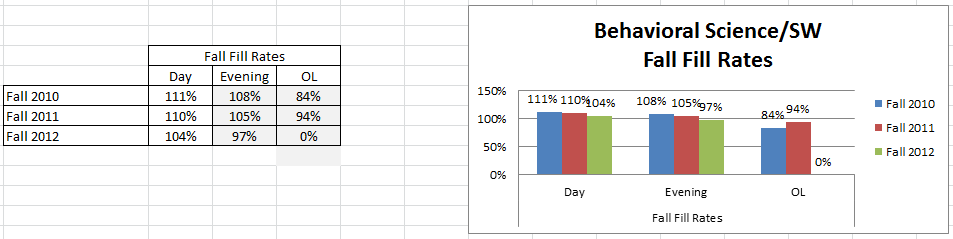 Fall Fill Rates
Day Evening OL
Fall 2010 111% 108% 84%
Fall 2011 110% 105% 94%
Fall 2012 104% 97% 0%
Behavioral Science/SW
Fall Fill Rates
150%
100%
50%
0%
111% 110% 104% 108% 105% 97% 84% 94% 0%
Day Evening OL
Fall Fill Rates
Fall 2010
Fall 2011
Fall 2012